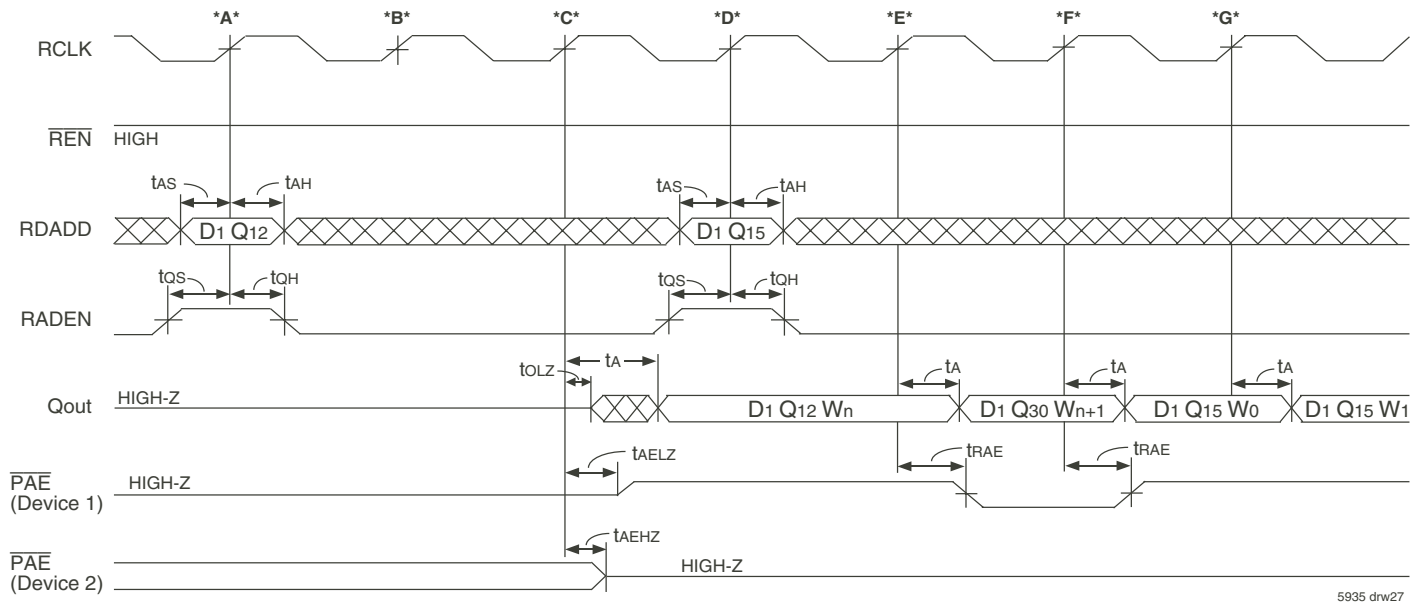 *A* *B* *C* *D* *E* *F* *G*
RCLK
REN HIGH
tAS tAH tAS tAH
RDADD D1 Q12 D1 Q15
tQS tQH tQS tQH
RADEN
tA
tOLZ tA tA tA
Qout HIGH-Z D1 Q12 Wn D1 Q30 Wn+1 D1 Q15 W0 D1 Q15 W1
tAELZ tRAE tRAE
PAE HIGH-Z
(Device 1)
tAEHZ
PAE HIGH-Z
(Device 2)
5935 drw27